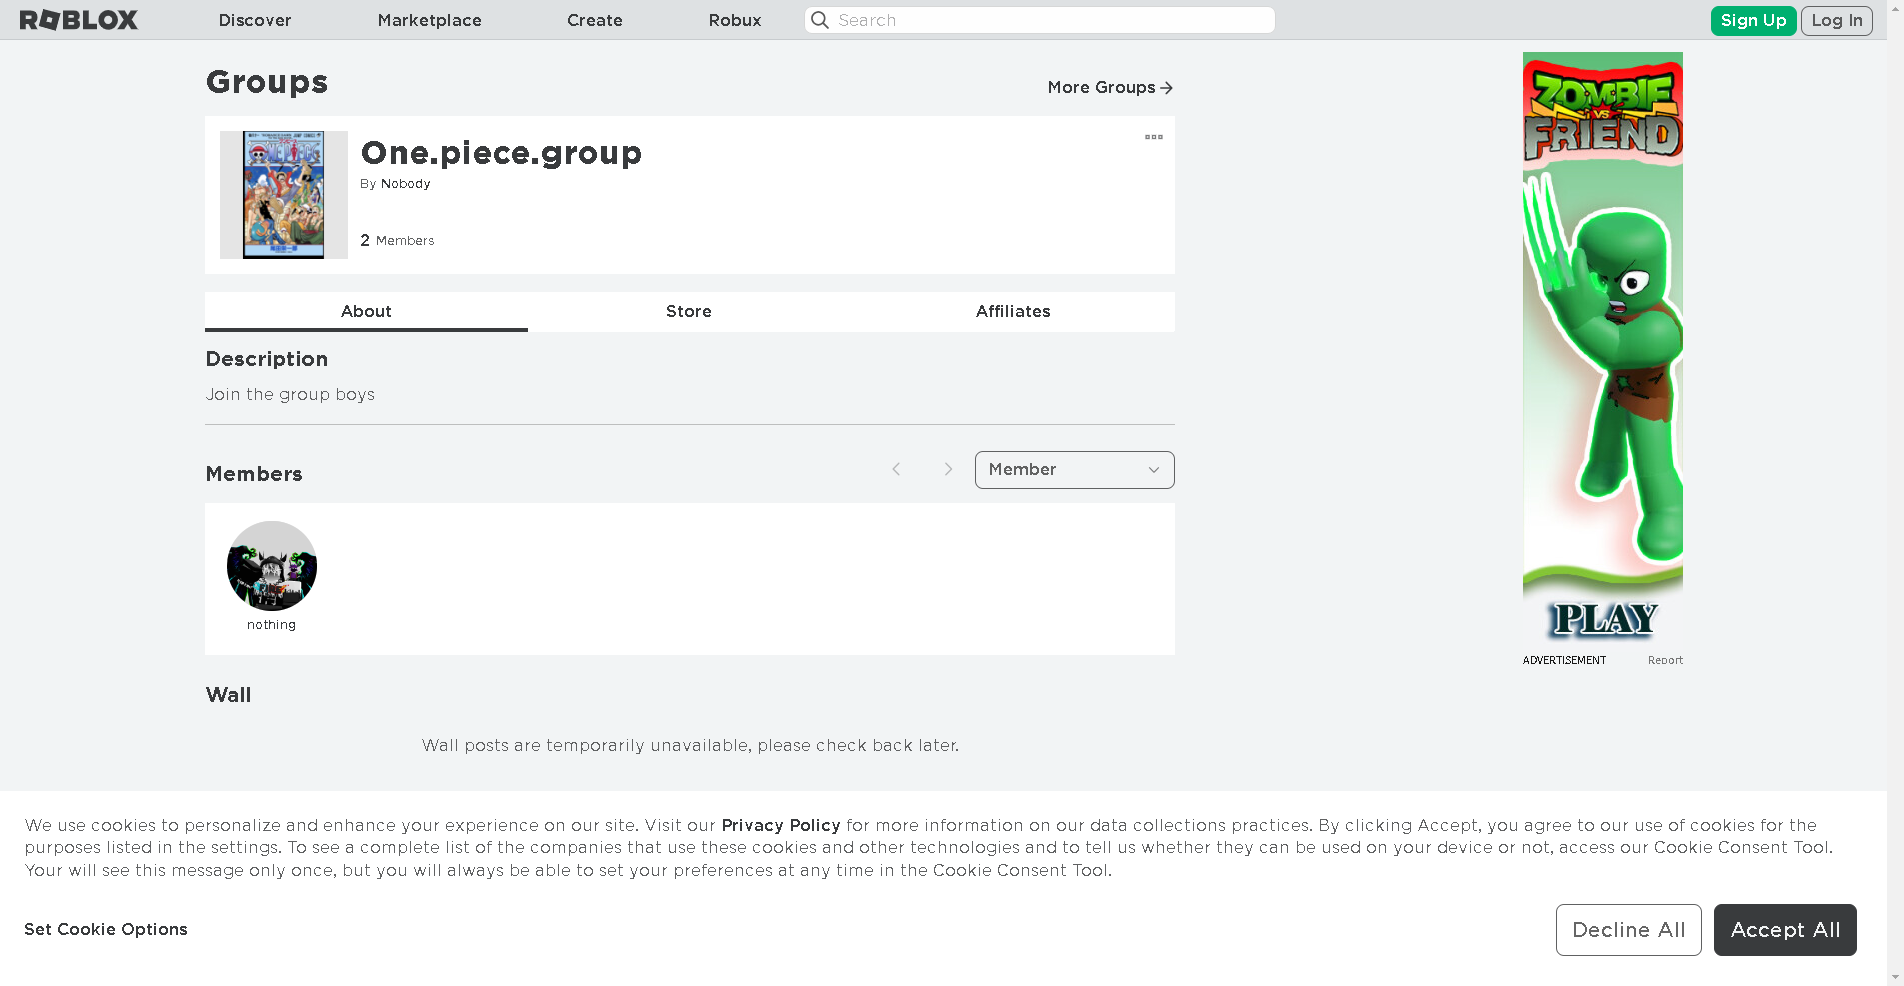 ROBLOX
Discover
Marketplace
Create
Robux
Search
Sign Up
Log In
Groups
More Groups
One.piece.group
By Nobody
2 Members
About
Store
Affiliates
Description
Join the group boys
Members
Member
nothing
Wall
Wall posts are temporarily unavailable, please check back later.
ZOMBIE
VS
FRIEND
PLAY
ADVERTISEMENT
Report
We use cookies to personalize and enhance your experience on our site. Visit our Privacy Policy for more information on our data collections practices. By clicking Accept, you agree to our use of cookies for the
purposes listed in the settings. To see a complete list of the companies that use these cookies and other technologies and to tell us whether they can be used on your device or not, access our Cookie Consent Tool.
Your will see this message only once, but you will always be able to set your preferences at any time in the Cookie Consent Tool.
Set Cookie Options
Decline All
Accept All